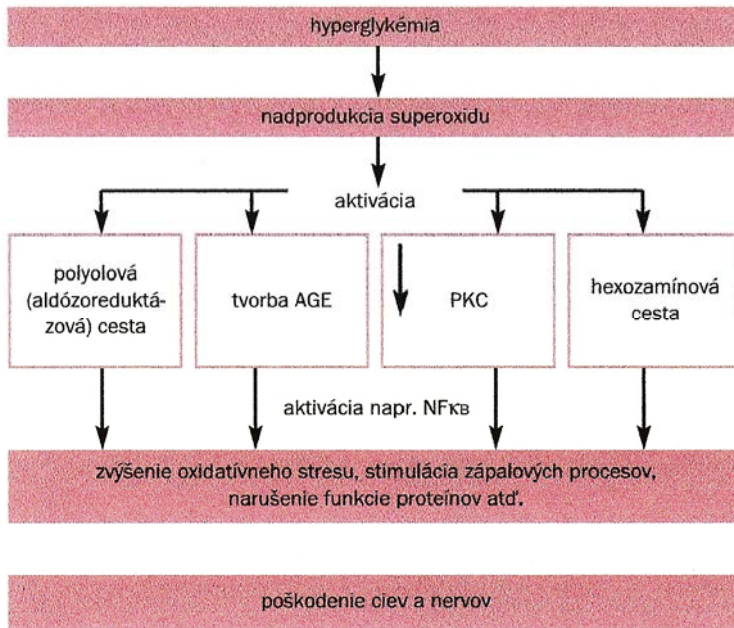 hyperglykémia
nadprodukcia superoxidu
aktivácia
polyolová
(aldózoreduktá-
zová) cesta
tvorba AGE
PKC
hexozamínová
cesta
aktivácia napr. NFκB
zvýšenie oxidatívneho stresu, stimulácia zápalových procesov,
narušenie funkcie proteínov atď.
poškodenie ciev a nervov